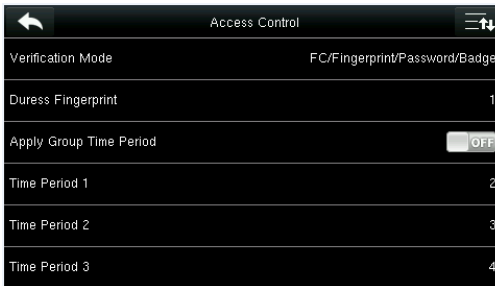 Access Control
Verification Mode FC/Fingerprint/Password/Badge
Duress Fingerprint 1
Apply Group Time Period OFF
Time Period 1 2
Time Period 2 3
Time Period 3 4